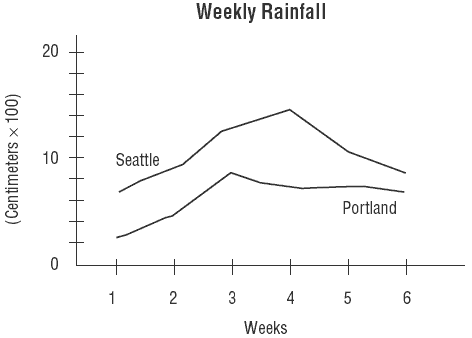 Weekly Rainfall
(Centimeters × 100)
20
10
0
Seattle
Portland
1 2 3 4 5 6
Weeks